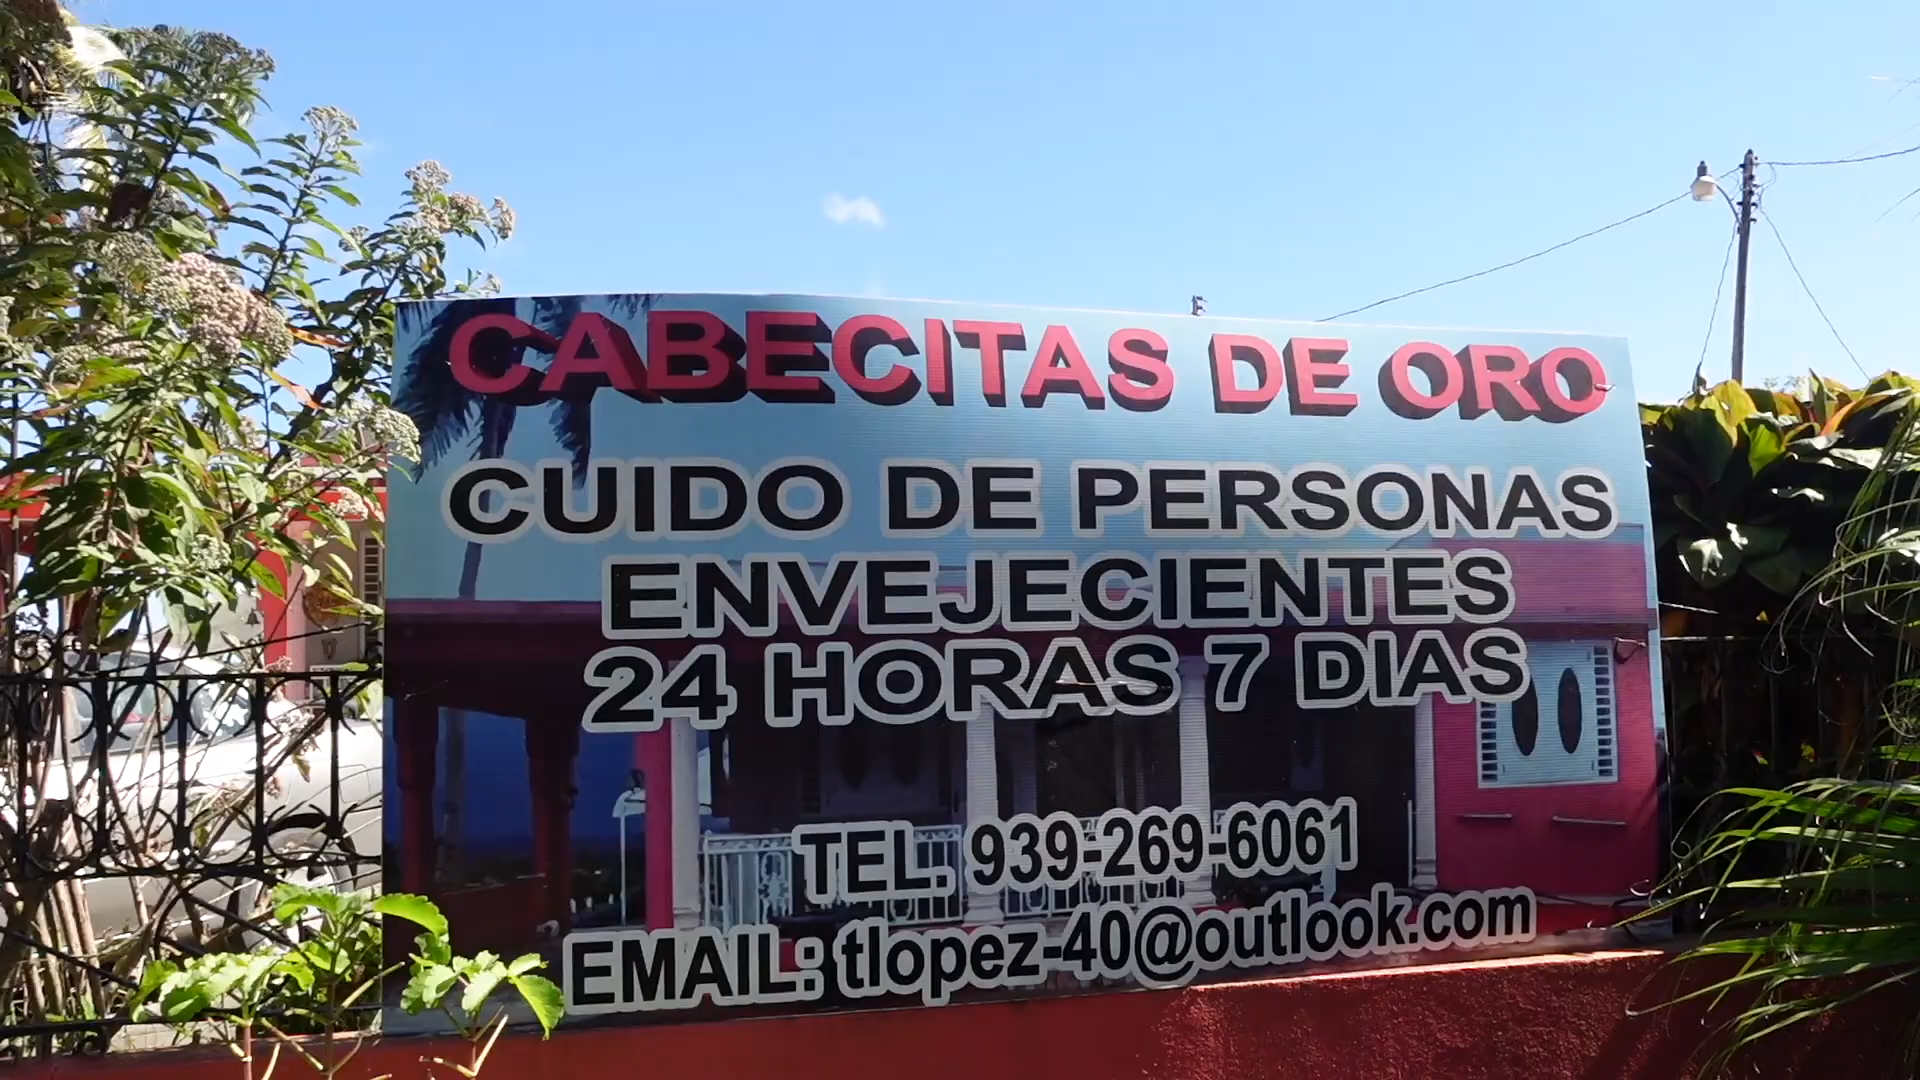 CABECITAS DE ORO
CUIDO DE PERSONAS
ENVEJECIENTES
24 HORAS 7 DIAS
TEL. 939-269-6061
EMAIL: tlopez-40@outlook.com